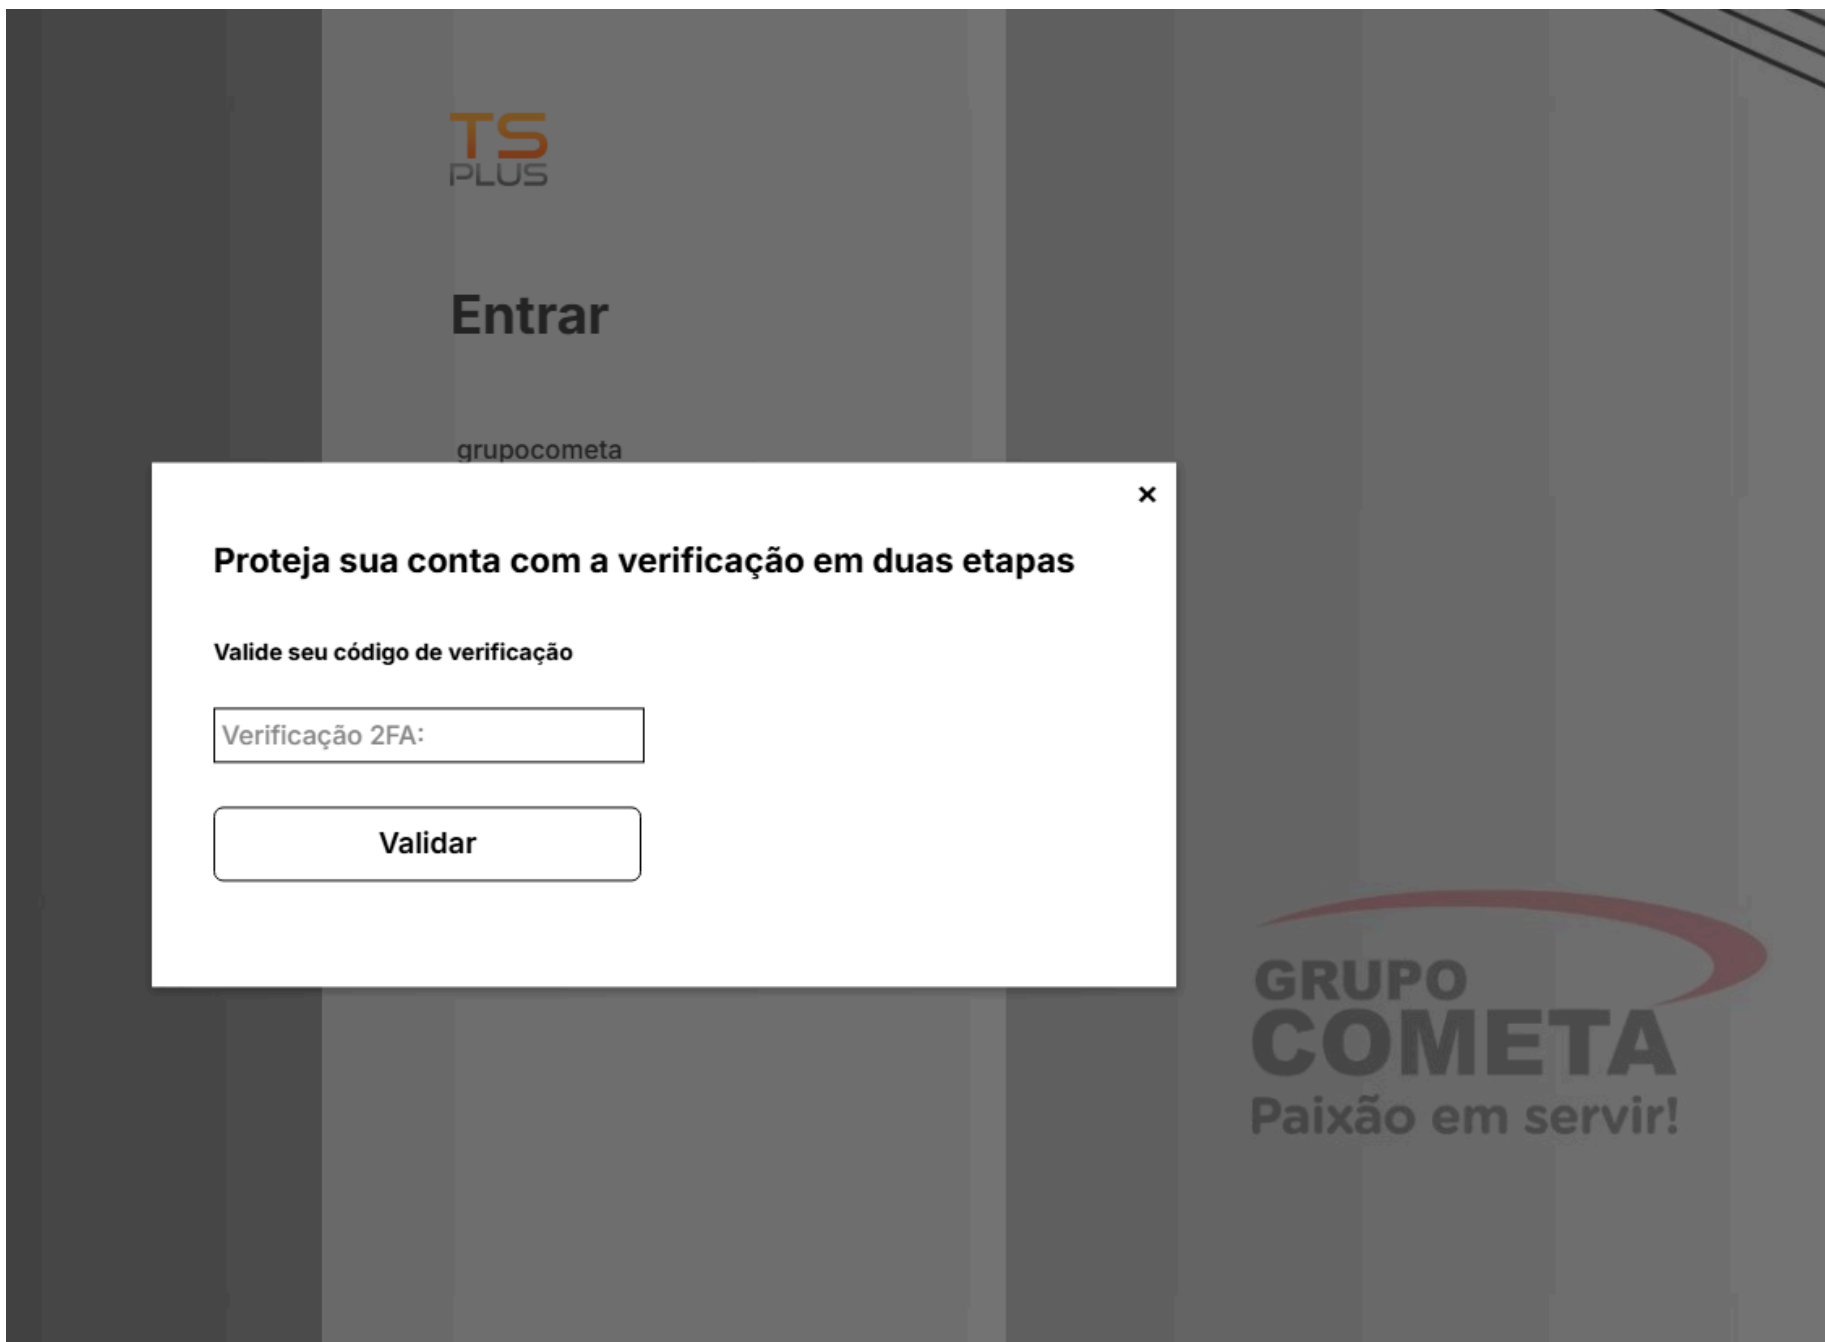 TS
PLUS
Entrar
grupocometa
×
Proteja sua conta com a verificação em duas etapas
Valide seu código de verificação
Verificação 2FA:
Validar
GRUPO
COMETA
Paixão em servir!